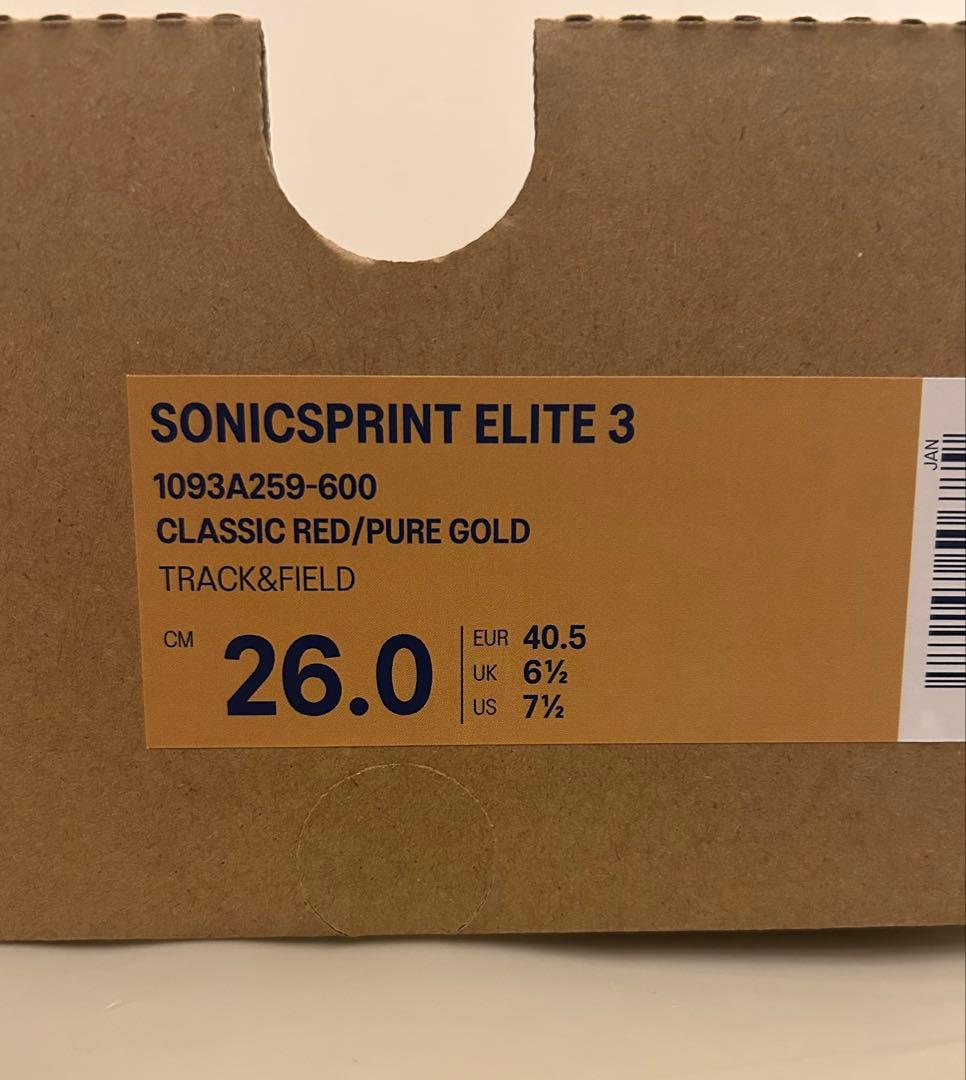 SONICSPRINT ELITE 3
1093A259-600
CLASSIC RED/PURE GOLD
TRACK&FIELD
CM 26.0
EUR 40.5
UK 6½
US 7½
JAN